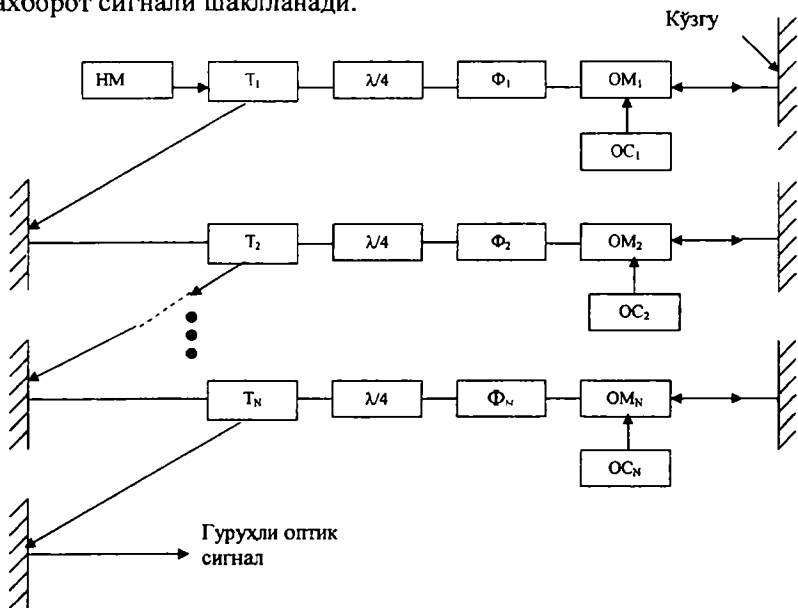 ахборот сигнали шаклланади.
Кўзгу
НМ
T₁
λ/4
Ф₁
ОМ₁
ОС₁
T₂
λ/4
Ф₂
ОМ₂
ОС₂
T_N
λ/4
Ф_N
ОМ_N
ОС_N
Гуруҳли оптик
сигнал